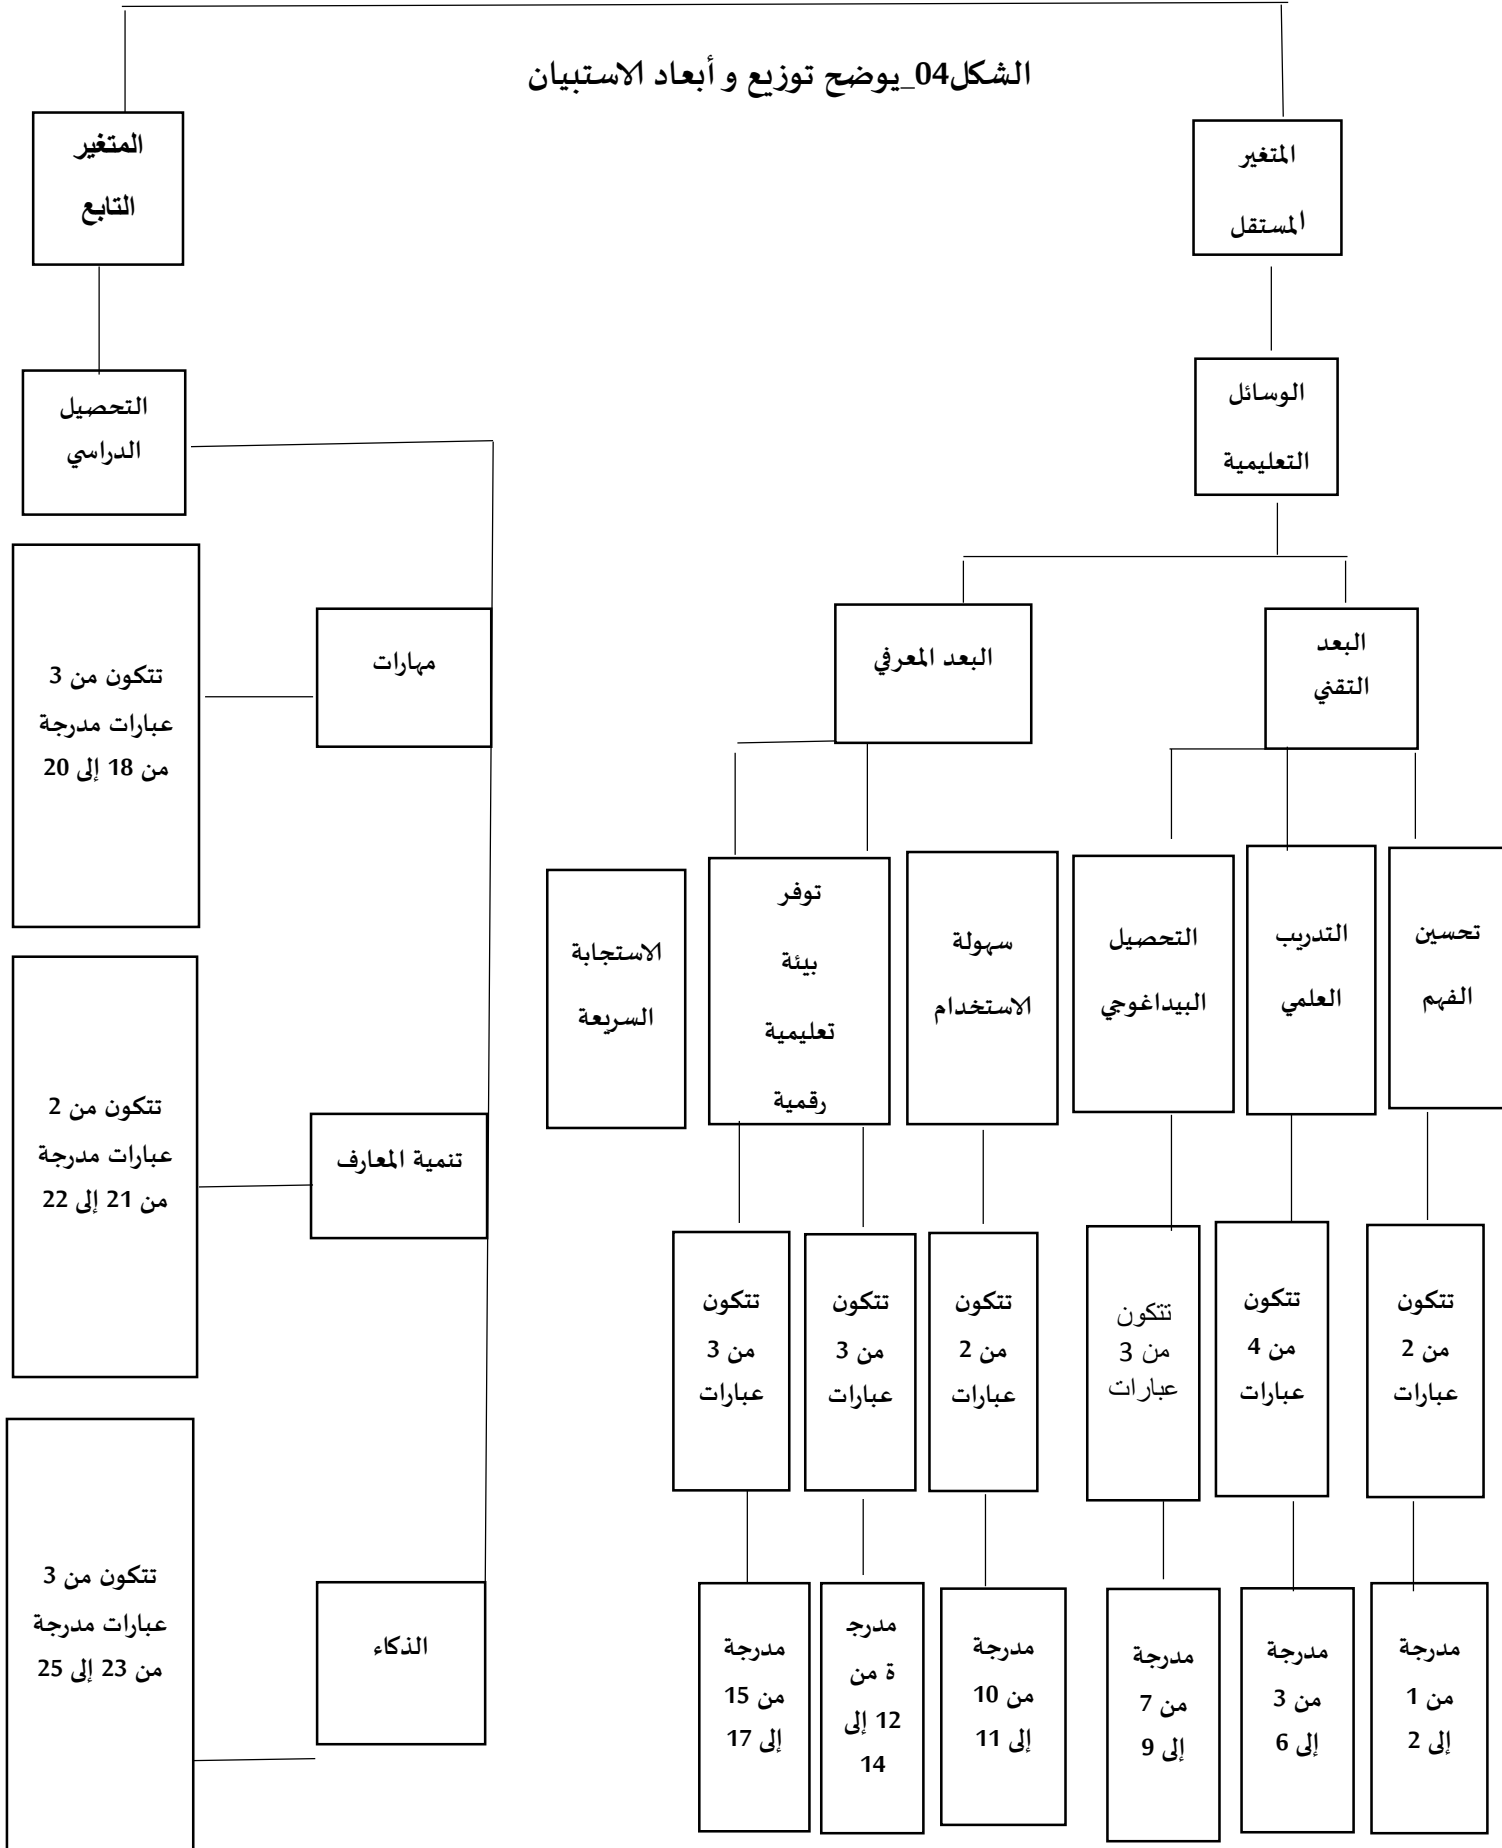 الشكل04_يوضح توزيع و أبعاد الاستبيان
المتغير
المستقل
المتغير
التابع
الوسائل
التعليمية
التحصيل
الدراسي
البعد
التقني
البعد المعرفي
مهارات
تتكون من 3
عبارات مدرجة
من 18 إلى 20
تحسين
الفهم
التدريب
العلمي
التحصيل
البيداغوجي
سهولة
الاستخدام
توفر
بيئة
تعليمية
رقمية
الاستجابة
السريعة
تنمية المعارف
تتكون من 2
عبارات مدرجة
من 21 إلى 22
تتكون
من 2
عبارات
تتكون
من 4
عبارات
تتكون
من 3
عبارات
تتكون
من 2
عبارات
تتكون
من 3
عبارات
تتكون
من 3
عبارات
مدرجة
من 1
إلى 2
مدرجة
من 3
إلى 6
مدرجة
من 7
إلى 9
مدرجة
من 10
إلى 11
مدرج
ة من
12 إلى
14
مدرجة
من 15
إلى 17
الذكاء
تتكون من 3
عبارات مدرجة
من 23 إلى 25